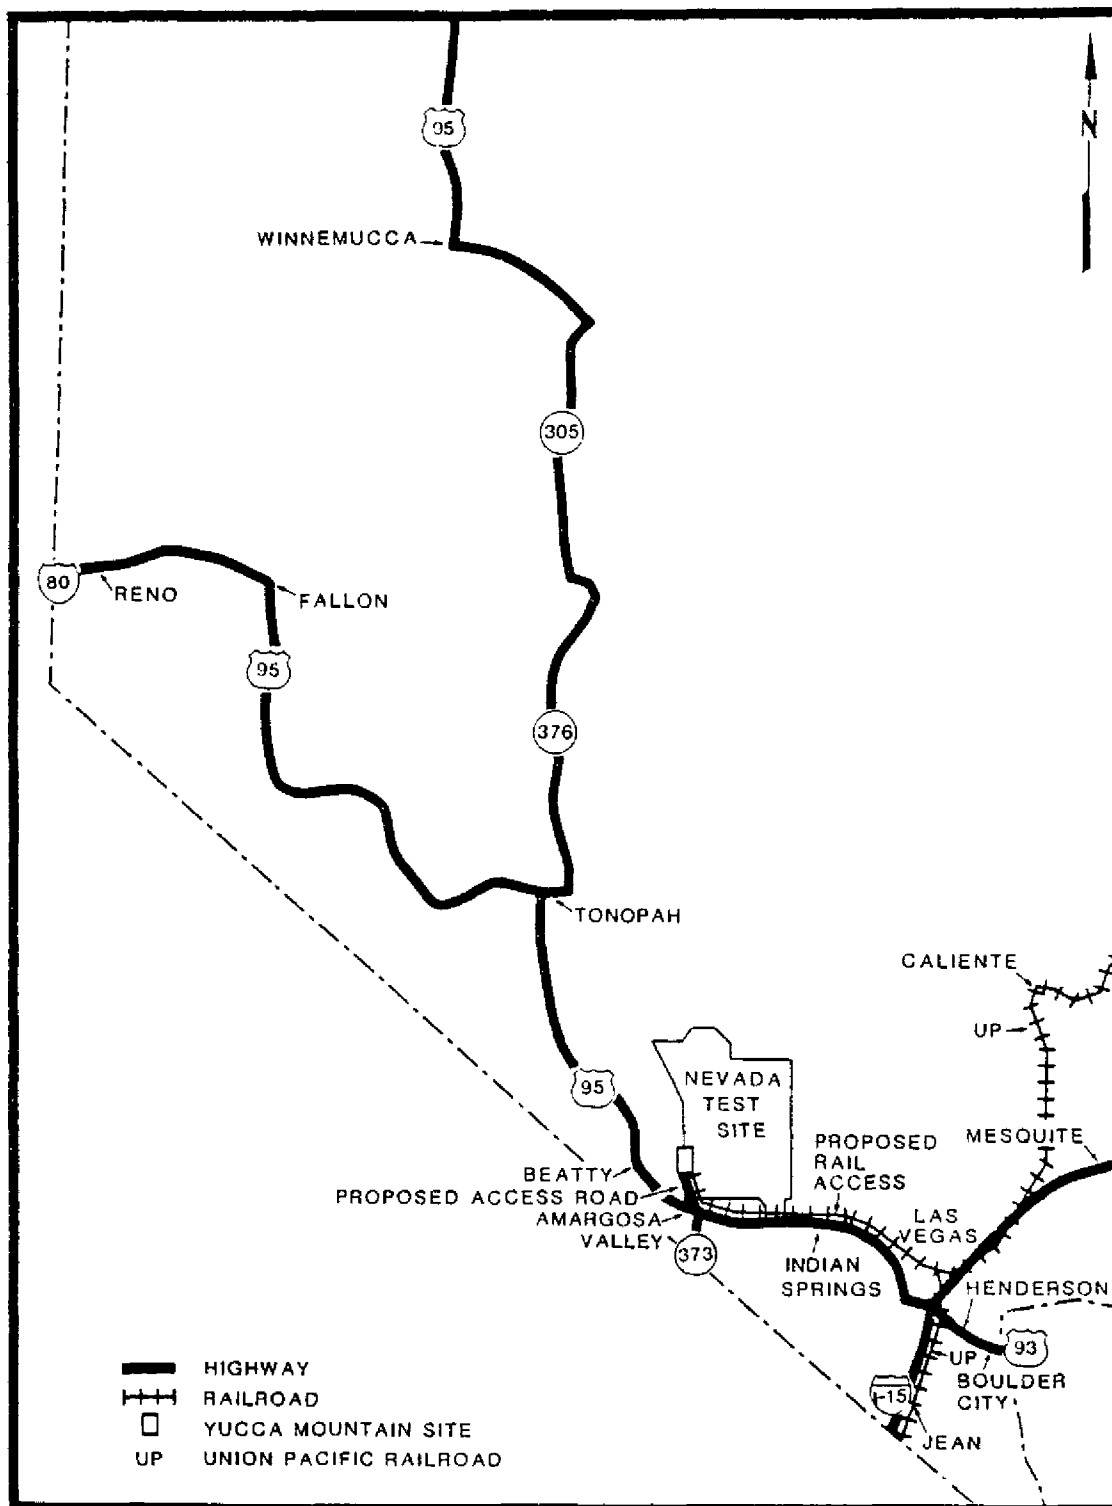 95
N
WINNEMUCCA
305
80
RENO
FALLON
95
376
TONOPAH
CALIENTE
UP
95
NEVADA
TEST
SITE
PROPOSED
RAIL
ACCESS
MESQUITE
BEATTY
PROPOSED ACCESS ROAD
AMARGOSA
VALLEY
373
LAS
VEGAS
INDIAN
SPRINGS
HENDERSON
93
UP
BOULDER
CITY
I-15
JEAN
HIGHWAY
RAILROAD
YUCCA MOUNTAIN SITE
UP UNION PACIFIC RAILROAD